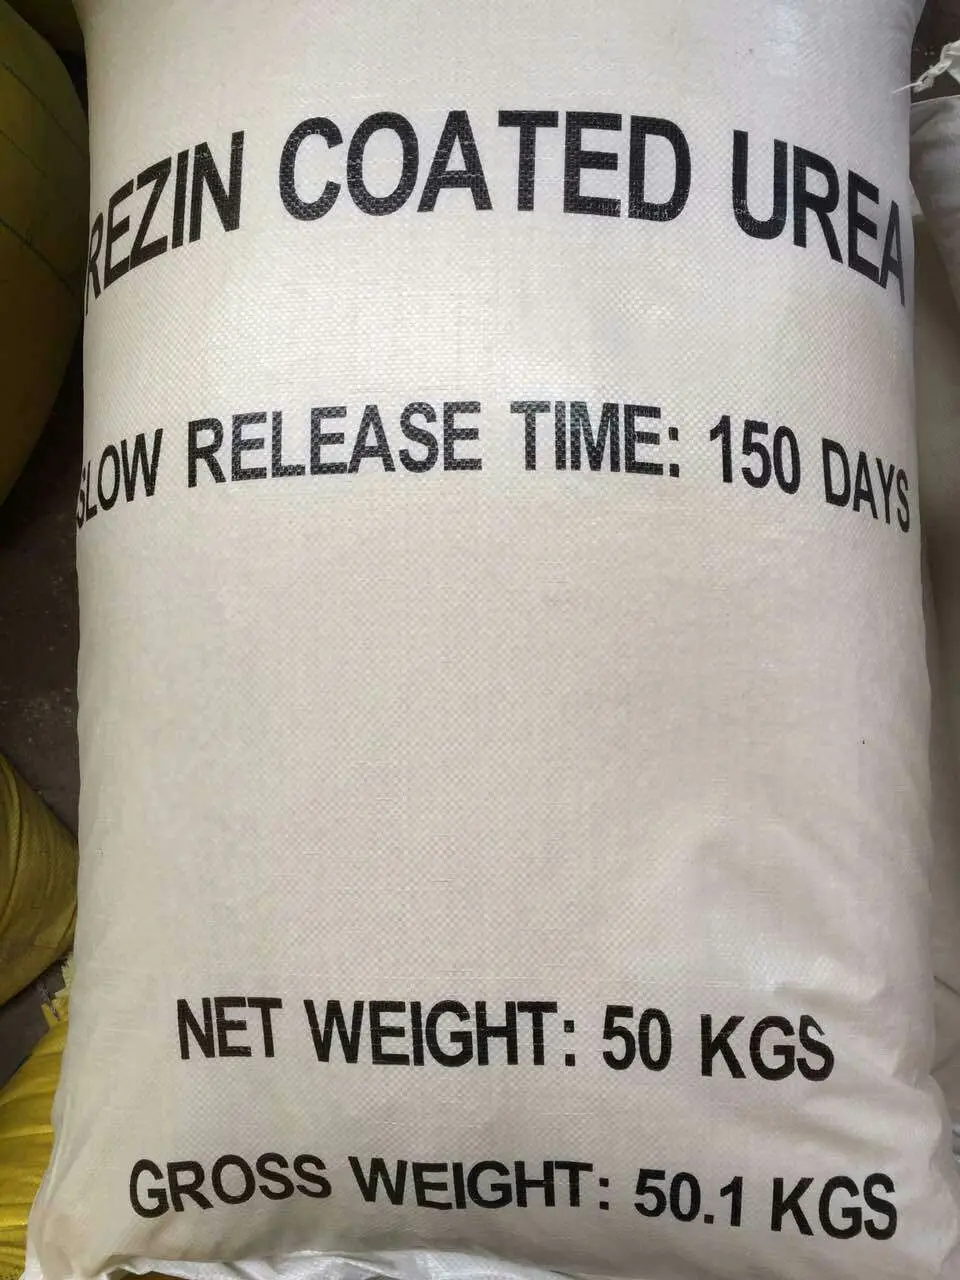 REZIN COATED UREA
SLOW RELEASE TIME: 150 DAYS
NET WEIGHT: 50 KGS
GROSS WEIGHT: 50.1 KGS